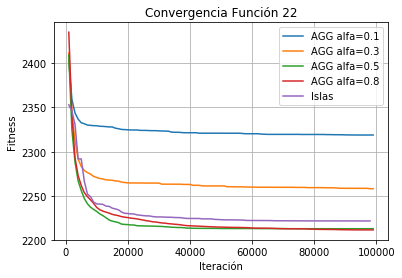 Convergencia Función 22
Fitness
2400
2350
2300
2250
2200
AGG alfa=0.1
AGG alfa=0.3
AGG alfa=0.5
AGG alfa=0.8
Islas
0 20000 40000 60000 80000 100000
Iteración